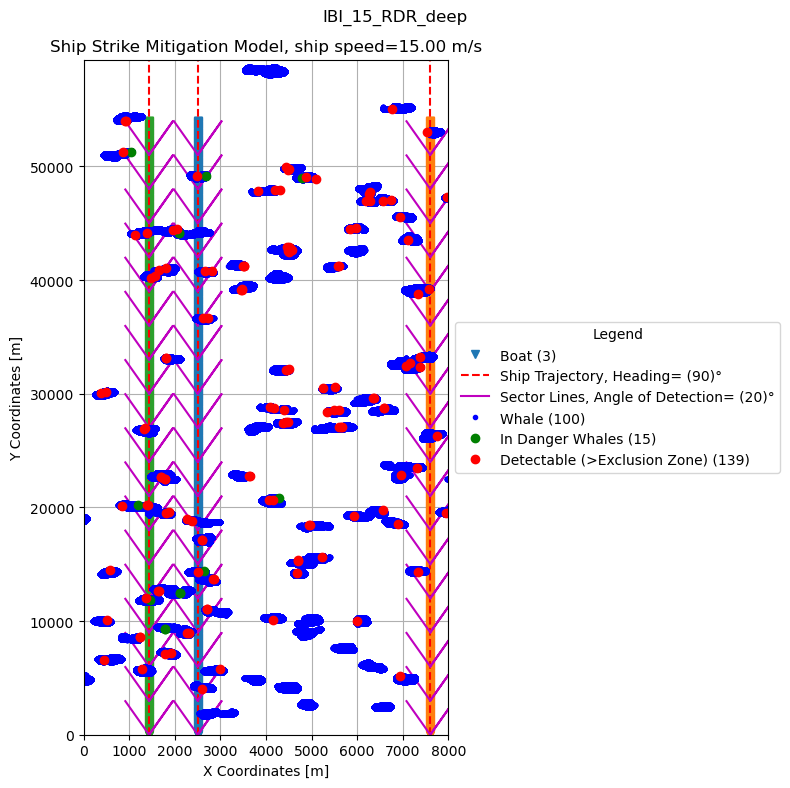 IBI_15_RDR_deep
Ship Strike Mitigation Model, ship speed=15.00 m/s
Y Coordinates [m]
50000
40000
30000
20000
10000
0
0 1000 2000 3000 4000 5000 6000 7000 8000
X Coordinates [m]
Legend
Boat (3)
Ship Trajectory, Heading= (90)°
Sector Lines, Angle of Detection= (20)°
Whale (100)
In Danger Whales (15)
Detectable (>Exclusion Zone) (139)